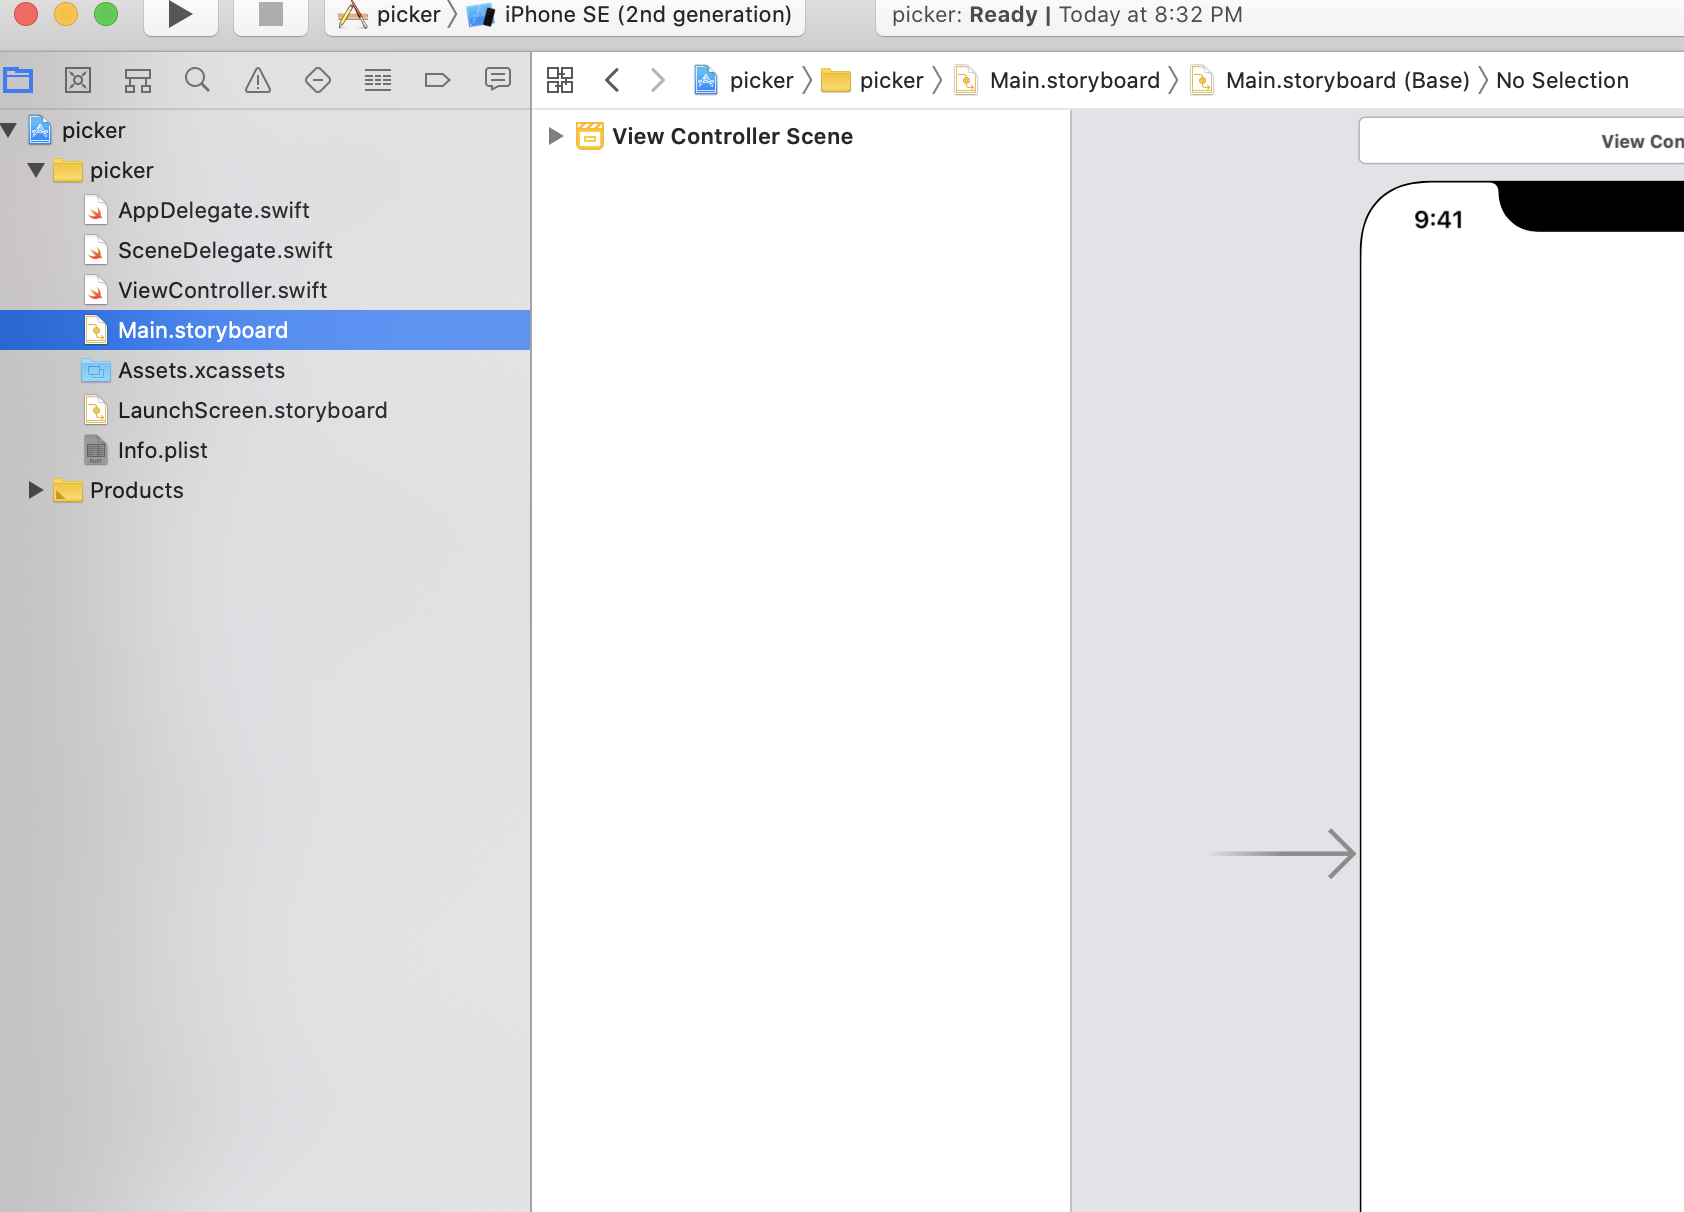 picker iPhone SE (2nd generation) picker: Ready | Today at 8:32 PM
picker picker Main.storyboard Main.storyboard (Base) No Selection
picker
picker
AppDelegate.swift
SceneDelegate.swift
ViewController.swift
Main.storyboard
Assets.xcassets
LaunchScreen.storyboard
Info.plist
Products
View Controller Scene
View Con
9:41